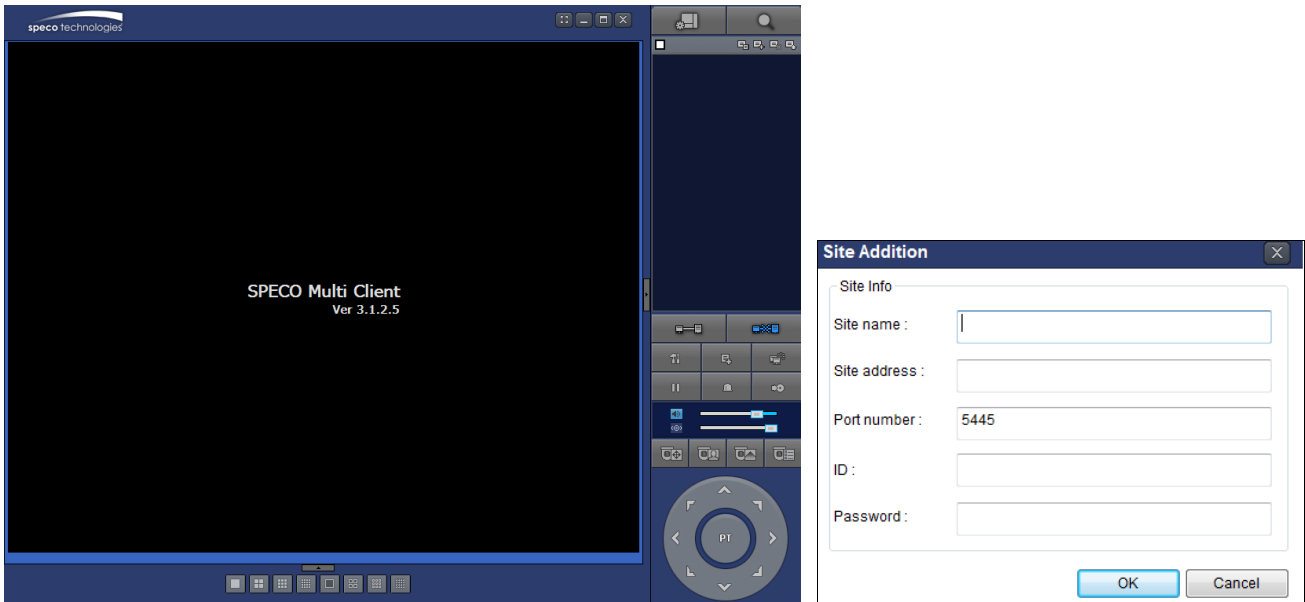 speco technologies
SPECO Multi Client
Ver 3.1.2.5
PT
Site Addition
Site Info
Site name :
Site address :
Port number : 5445
ID :
Password :
OK Cancel